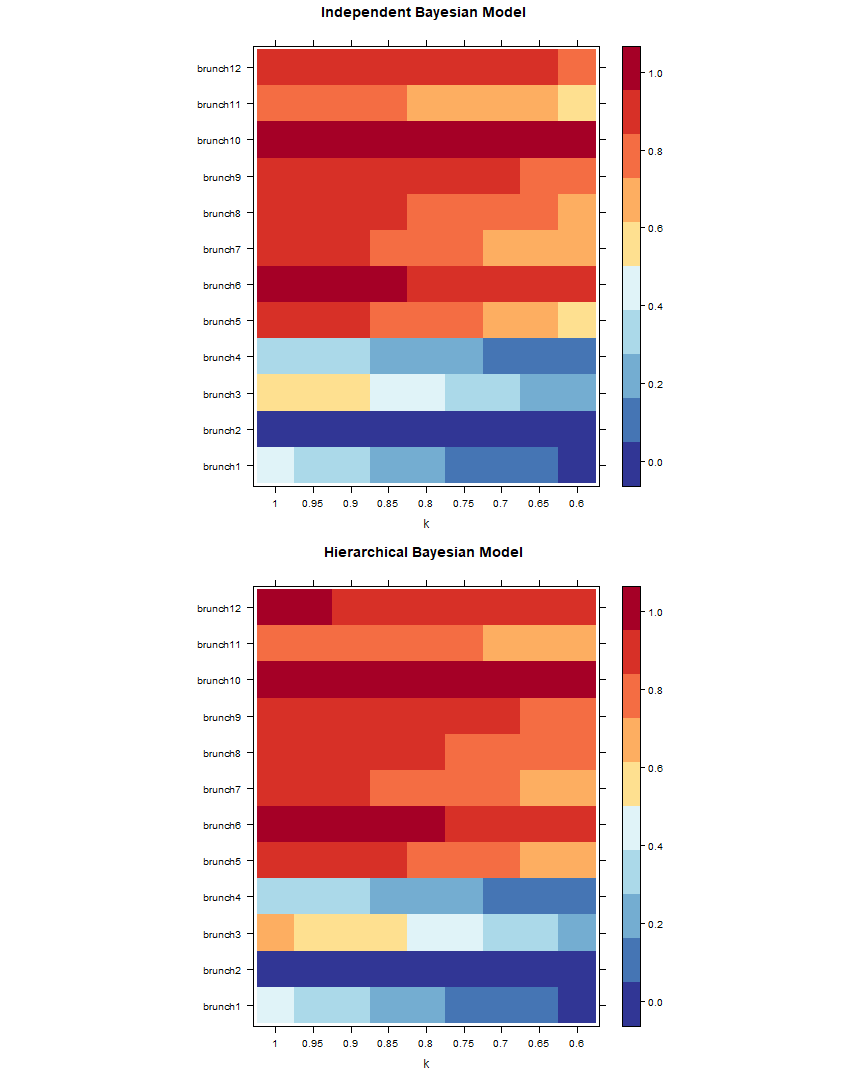 Independent Bayesian Model
brunch12
brunch11
brunch10
brunch9
brunch8
brunch7
brunch6
brunch5
brunch4
brunch3
brunch2
brunch1
1 0.95 0.9 0.85 0.8 0.75 0.7 0.65 0.6
k
1.0
0.8
0.6
0.4
0.2
0.0
Hierarchical Bayesian Model
brunch12
brunch11
brunch10
brunch9
brunch8
brunch7
brunch6
brunch5
brunch4
brunch3
brunch2
brunch1
1 0.95 0.9 0.85 0.8 0.75 0.7 0.65 0.6
k
1.0
0.8
0.6
0.4
0.2
0.0